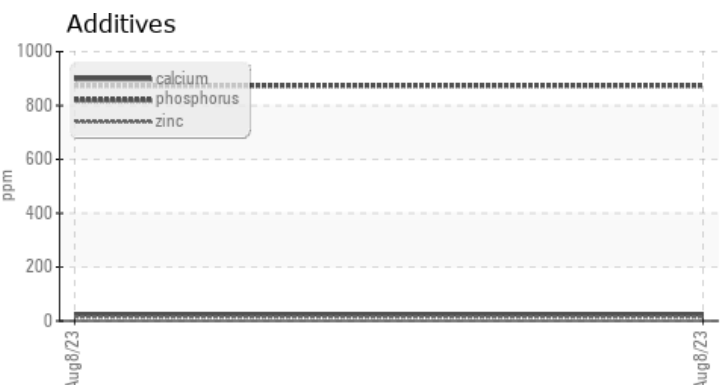 Additives
1000
800
600
400
200
0
ppm
calcium
phosphorus
zinc
Aug8/23
Aug8/23